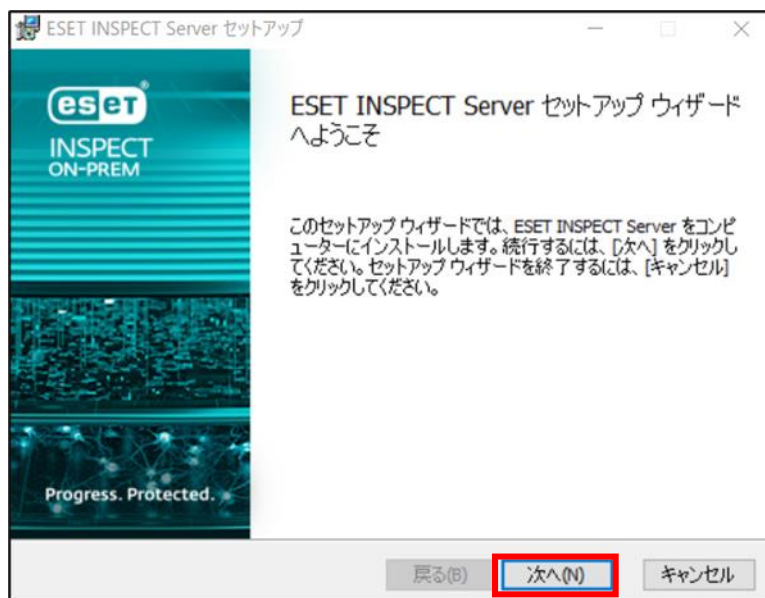 ESET INSPECT Server セットアップ
eset®
INSPECT
ON-PREM
ESET INSPECT Server セットアップ ウィザード
へようこそ
このセットアップ ウィザードでは、ESET INSPECT Server をコンピ
ューターにインストールします。続行するには、[次へ] をクリックし
てください。セットアップ ウィザードを終了するには、[キャンセル]
をクリックしてください。
Progress. Protected.
戻る(B) 次へ(N) キャンセル